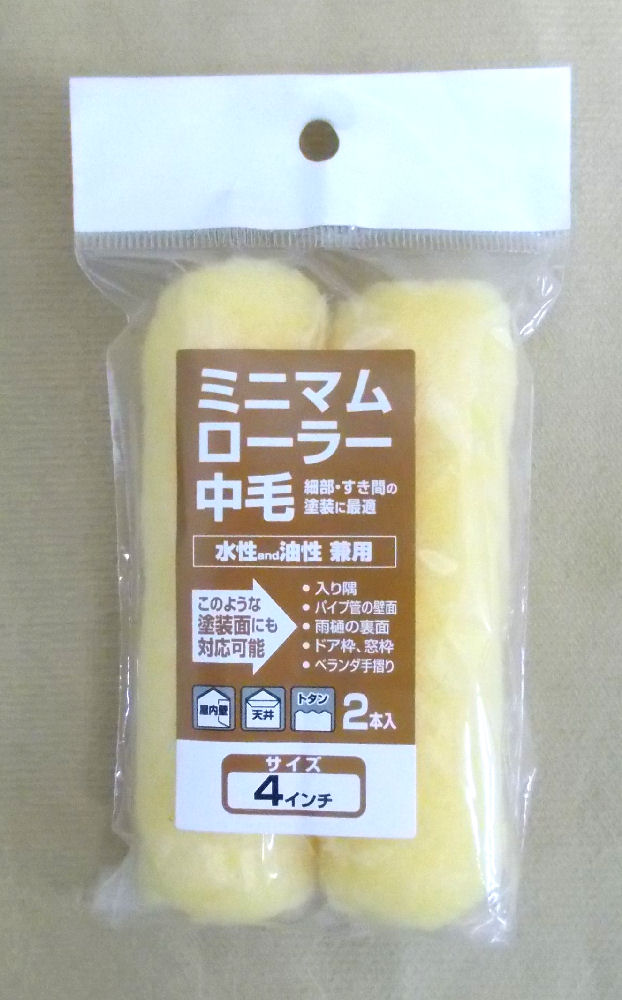 ミニマム
ローラー
中毛
細部・すき間の
塗装に最適
水性and油性 兼用
このような
塗装面にも
対応可能
• 入り隅
• パイプ管の壁面
• 雨樋の裏面
• ドア枠、窓枠
• ベランダ手摺り
屋内壁
天井
トタン
2本入
サイズ
4インチ